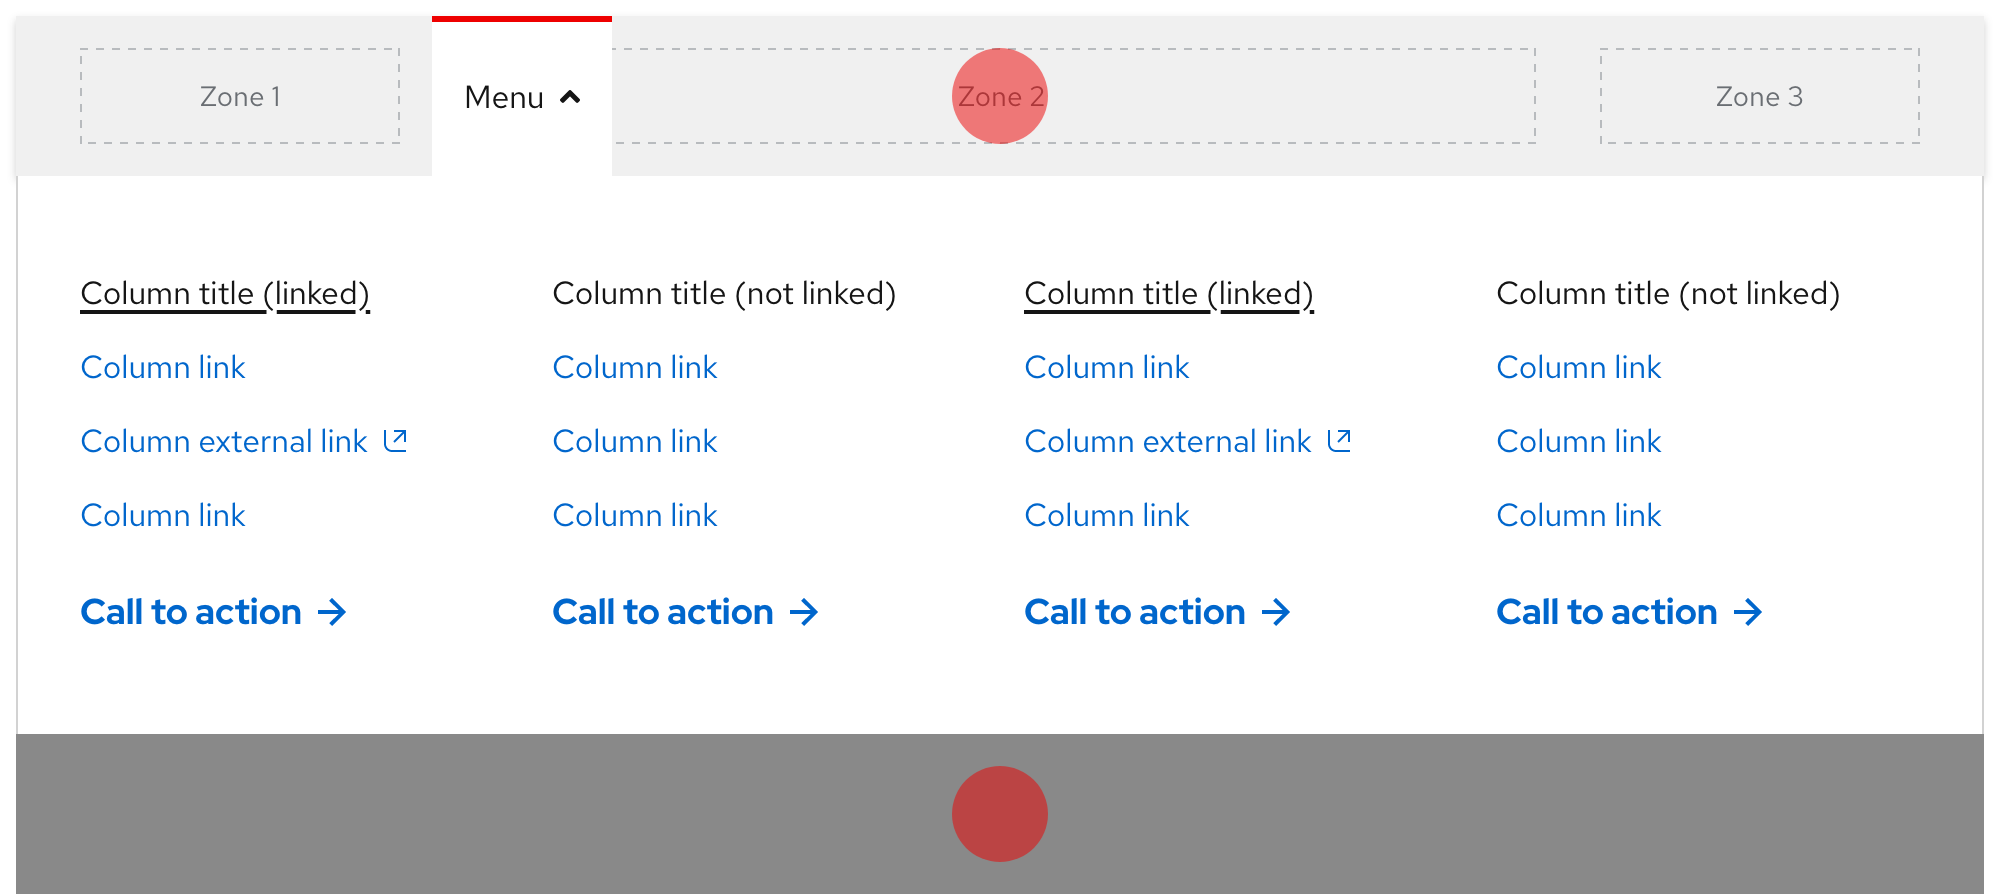 Zone 1 Menu Zone 2 Zone 3
Column title (linked) Column title (not linked) Column title (linked) Column title (not linked)
Column link Column link Column link Column link
Column external link Column link Column external link Column link
Column link Column link Column link Column link
Call to action Call to action Call to action Call to action